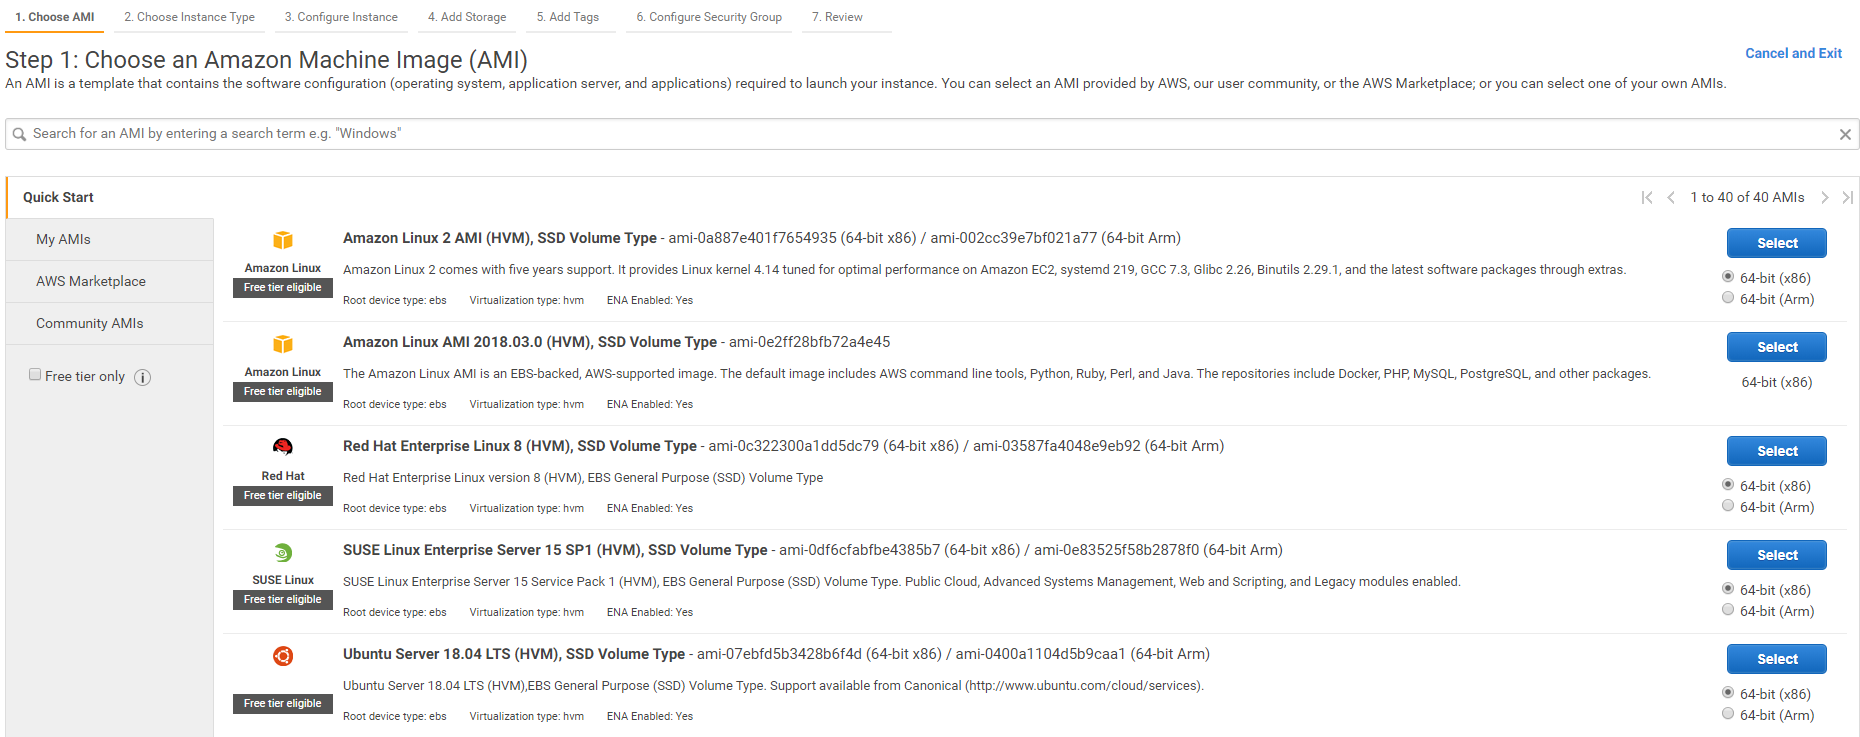 1. Choose AMI 2. Choose Instance Type 3. Configure Instance 4. Add Storage 5. Add Tags 6. Configure Security Group 7. Review
Step 1: Choose an Amazon Machine Image (AMI)
Cancel and Exit
An AMI is a template that contains the software configuration (operating system, application server, and applications) required to launch your instance. You can select an AMI provided by AWS, our user community, or the AWS Marketplace; or you can select one of your own AMIs.
Search for an AMI by entering a search term e.g. "Windows"
Quick Start
1 to 40 of 40 AMIs
My AMIs
AWS Marketplace
Community AMIs
Free tier only
Amazon Linux
Free tier eligible
Amazon Linux 2 AMI (HVM), SSD Volume Type - ami-0a887e401f7654935 (64-bit x86) / ami-002cc39e7bf021a77 (64-bit Arm)
Amazon Linux 2 comes with five years support. It provides Linux kernel 4.14 tuned for optimal performance on Amazon EC2, systemd 219, GCC 7.3, Glibc 2.26, Binutils 2.29.1, and the latest software packages through extras.
Root device type: ebs Virtualization type: hvm ENA Enabled: Yes
Select
64-bit (x86)
64-bit (Arm)
Amazon Linux
Free tier eligible
Amazon Linux AMI 2018.03.0 (HVM), SSD Volume Type - ami-0e2ff28bfb72a4e45
The Amazon Linux AMI is an EBS-backed, AWS-supported image. The default image includes AWS command line tools, Python, Ruby, Perl, and Java. The repositories include Docker, PHP, MySQL, PostgreSQL, and other packages.
Root device type: ebs Virtualization type: hvm ENA Enabled: Yes
Select
64-bit (x86)
Red Hat
Free tier eligible
Red Hat Enterprise Linux 8 (HVM), SSD Volume Type - ami-0c322300a1dd5dc79 (64-bit x86) / ami-03587fa4048e9eb92 (64-bit Arm)
Red Hat Enterprise Linux version 8 (HVM), EBS General Purpose (SSD) Volume Type
Root device type: ebs Virtualization type: hvm ENA Enabled: Yes
Select
64-bit (x86)
64-bit (Arm)
SUSE Linux
Free tier eligible
SUSE Linux Enterprise Server 15 SP1 (HVM), SSD Volume Type - ami-0df6cfabfbe4385b7 (64-bit x86) / ami-0e83525f58b2878f0 (64-bit Arm)
SUSE Linux Enterprise Server 15 Service Pack 1 (HVM), EBS General Purpose (SSD) Volume Type. Public Cloud, Advanced Systems Management, Web and Scripting, and Legacy modules enabled.
Root device type: ebs Virtualization type: hvm ENA Enabled: Yes
Select
64-bit (x86)
64-bit (Arm)
Free tier eligible
Ubuntu Server 18.04 LTS (HVM), SSD Volume Type - ami-07ebfd5b3428b6f4d (64-bit x86) / ami-0400a1104d5b9caa1 (64-bit Arm)
Ubuntu Server 18.04 LTS (HVM),EBS General Purpose (SSD) Volume Type. Support available from Canonical (http://www.ubuntu.com/cloud/services).
Root device type: ebs Virtualization type: hvm ENA Enabled: Yes
Select
64-bit (x86)
64-bit (Arm)